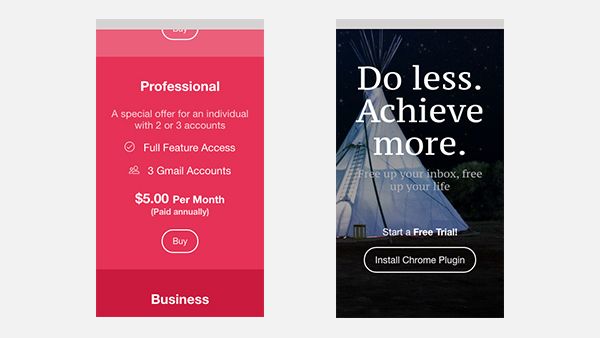 Buy
Professional
A special offer for an individual
with 2 or 3 accounts
Full Feature Access
3 Gmail Accounts
$5.00 Per Month
(Paid annually)
Buy
Business
Do less.
Achieve
more.
Free up your inbox, free
up your life
Start a Free Trial!
Install Chrome Plugin